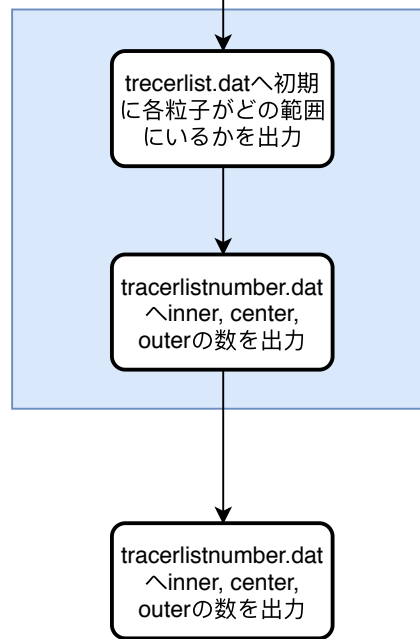 trecerlist.datへ初期
に各粒子がどの範囲
にいるかを出力
tracerlistnumber.dat
へinner, center,
outerの数を出力
tracerlistnumber.dat
へinner, center,
outerの数を出力